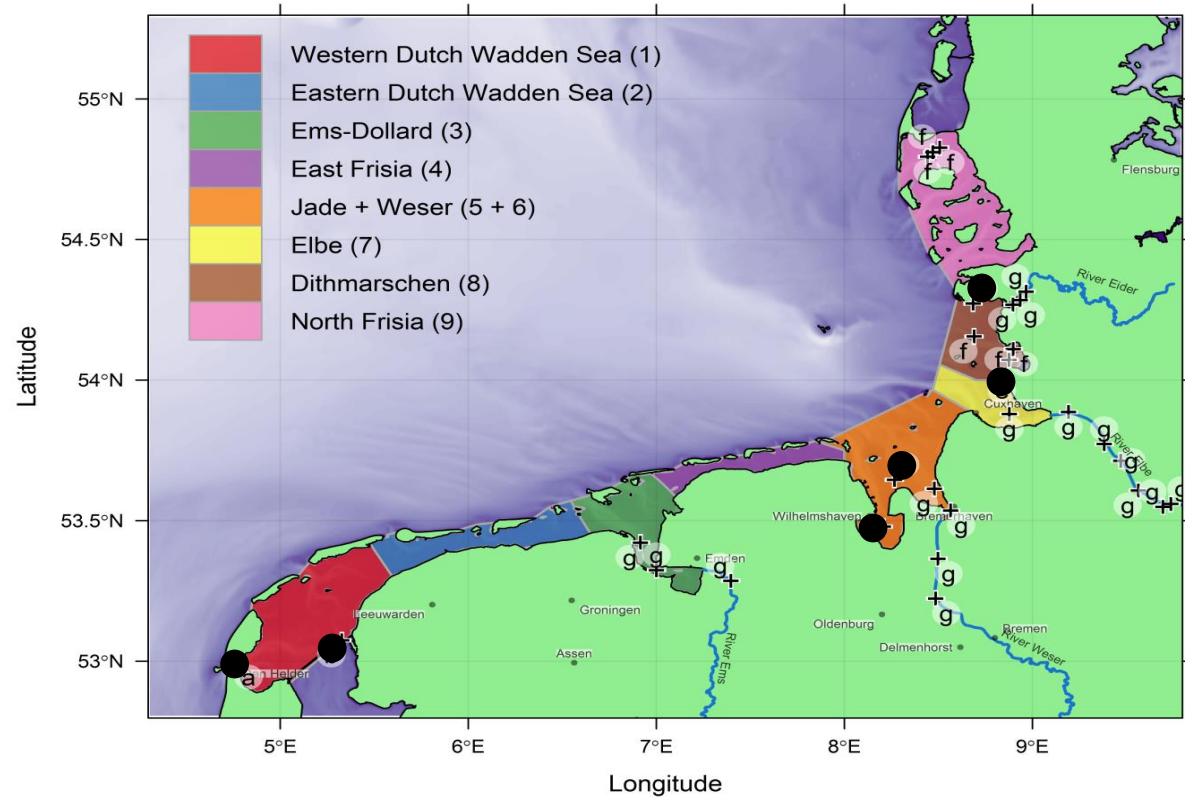 Western Dutch Wadden Sea (1)
Eastern Dutch Wadden Sea (2)
Ems-Dollard (3)
East Frisia (4)
Jade + Weser (5 + 6)
Elbe (7)
Dithmarschen (8)
North Frisia (9)
55°N
54.5°N
54°N
53.5°N
53°N
Latitude
5°E
6°E
7°E
8°E
9°E
Longitude
f
f
f
Flensburg
g
River Eider
g
g
f
f
f
Cuxhaven
g
g
g
River Elbe
g
g
g
g
Wilhelmshaven
g
Bremerhaven
g
g
g
g
Emden
g
g
g
Leeuwarden
Groningen
Oldenburg
Bremen
Delmenhorst
River Weser
Assen
River Ems
a
Helder